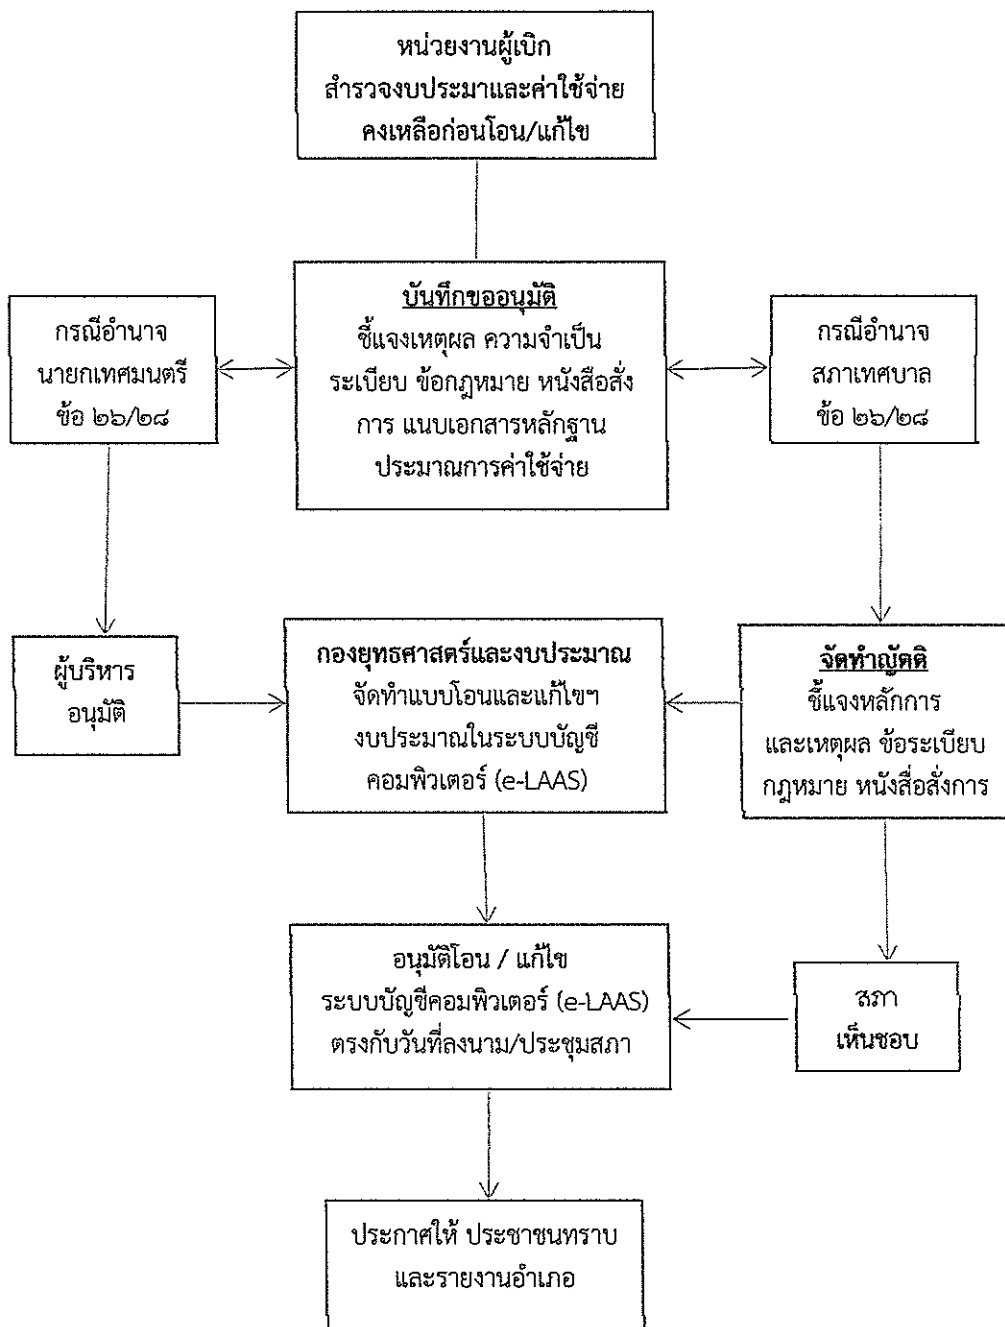 หน่วยงานผู้เบิก
สำรวจงบประมาและค่าใช้จ่าย
คงเหลือก่อนโอน/แก้ไข
บันทึกขออนุมัติ
ชี้แจงเหตุผล ความจำเป็น
ระเบียบ ข้อกฎหมาย หนังสือสั่ง
การ แนบเอกสารหลักฐาน
ประมาณการค่าใช้จ่าย
กรณีอำนาจ
นายกเทศมนตรี
ข้อ ๒๖/๒๘
กรณีอำนาจ
สภาเทศบาล
ข้อ ๒๖/๒๘
ผู้บริหาร
อนุมัติ
กองยุทธศาสตร์และงบประมาณ
จัดทำแบบโอนและแก้ไขฯ
งบประมาณในระบบบัญชี
คอมพิวเตอร์ (e-LAAS)
จัดทำญัตติ
ชี้แจงหลักการ
และเหตุผล ข้อระเบียบ
กฎหมาย หนังสือสั่งการ
อนุมัติโอน / แก้ไข
ระบบบัญชีคอมพิวเตอร์ (e-LAAS)
ตรงกับวันที่ลงนาม/ประชุมสภา
สภา
เห็นชอบ
ประกาศให้ ประชาชนทราบ
และรายงานอำเภอ